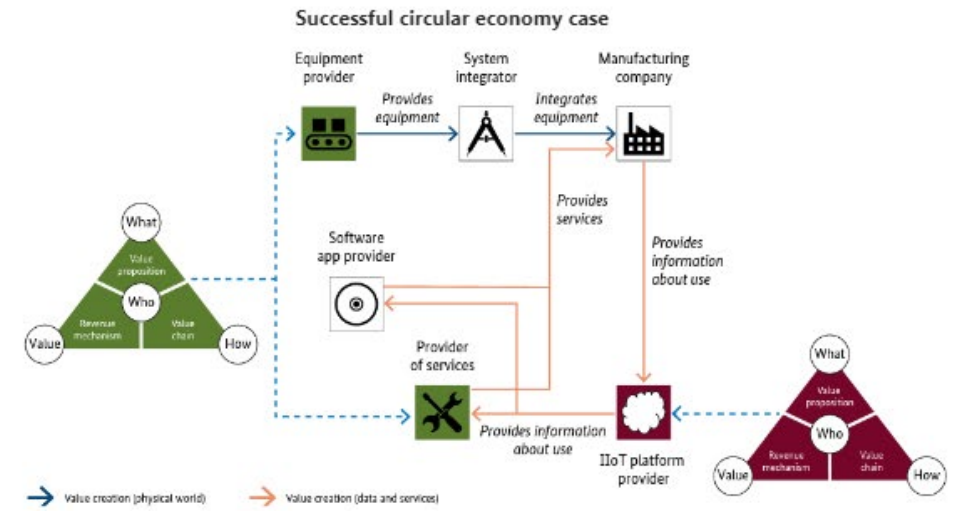 Successful circular economy case
Equipment
provider
System
integrator
Manufacturing
company
Provides
equipment
Integrates
equipment
Provides
services
Provides
information
about use
Software
app provider
What
Value
proposition
Who
Revenue
mechanism
Value
chain
Value
How
Provider
of services
Provides information
about use
IIoT platform
provider
What
Value
proposition
Who
Revenue
mechanism
Value
chain
Value
How
Value creation (physical world)
Value creation (data and services)